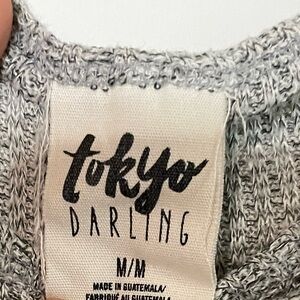 tokyo
DARLING
M/M
MADE IN GUATEMALA/
FABRIQUÉ AU GUATEMALA